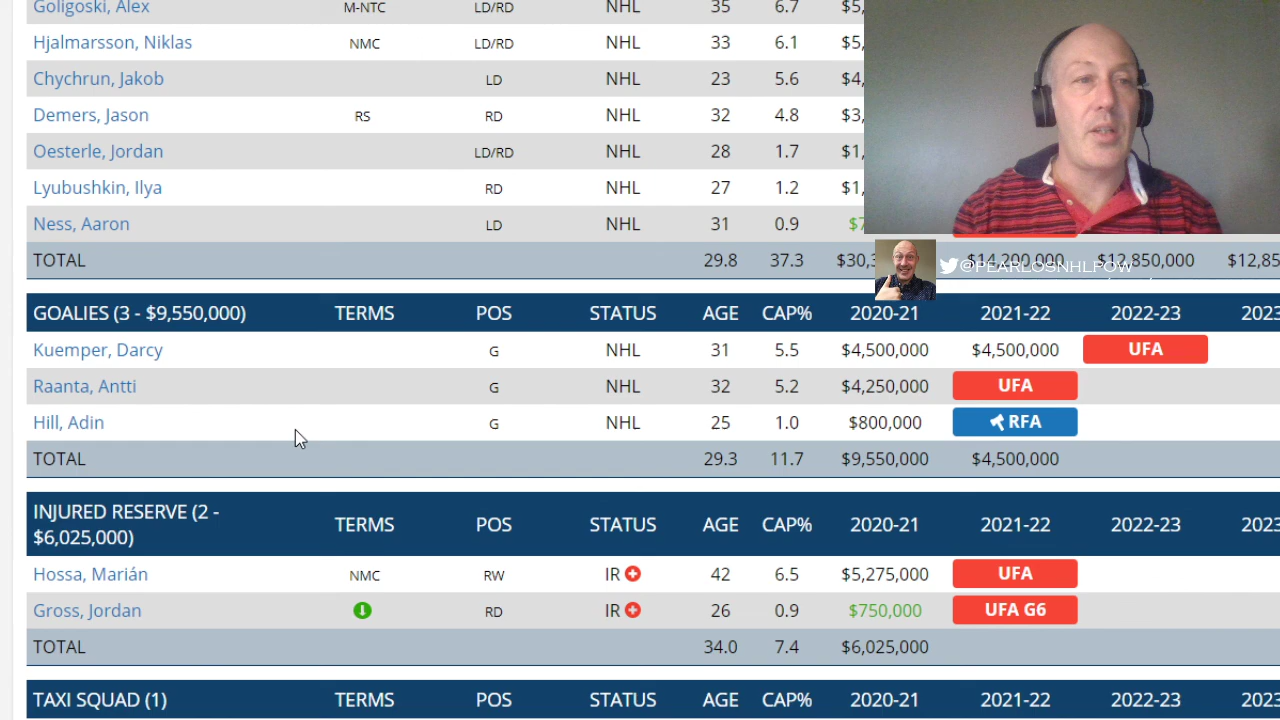 Goligoski, Alex M-NTC LD/RD NHL 35 6.7 $5,
Hjalmarsson, Niklas NMC LD/RD NHL 33 6.1 $5,
Chychrun, Jakob LD NHL 23 5.6 $4,
Demers, Jason RS RD NHL 32 4.8 $3,
Oesterle, Jordan LD/RD NHL 28 1.7 $1,
Lyubushkin, Ilya RD NHL 27 1.2 $1,
Ness, Aaron LD NHL 31 0.9 $7
TOTAL 29.8 37.3 $30,3 $14,200,000 $12,850,000 $12,85
@PEARLOSNHLPOW
GOALIES (3 - $9,550,000) TERMS POS STATUS AGE CAP% 2020-21 2021-22 2022-23 2023
Kuemper, Darcy G NHL 31 5.5 $4,500,000 $4,500,000 UFA
Raanta, Antti G NHL 32 5.2 $4,250,000 UFA
Hill, Adin G NHL 25 1.0 $800,000 RFA
TOTAL 29.3 11.7 $9,550,000 $4,500,000
INJURED RESERVE (2 -
$6,025,000) TERMS POS STATUS AGE CAP% 2020-21 2021-22 2022-23 2023
Hossa, Marián NMC RW IR 42 6.5 $5,275,000 UFA
Gross, Jordan RD IR 26 0.9 $750,000 UFA G6
TOTAL 34.0 7.4 $6,025,000
TAXI SQUAD (1) TERMS POS STATUS AGE CAP% 2020-21 2021-22 2022-23 2023